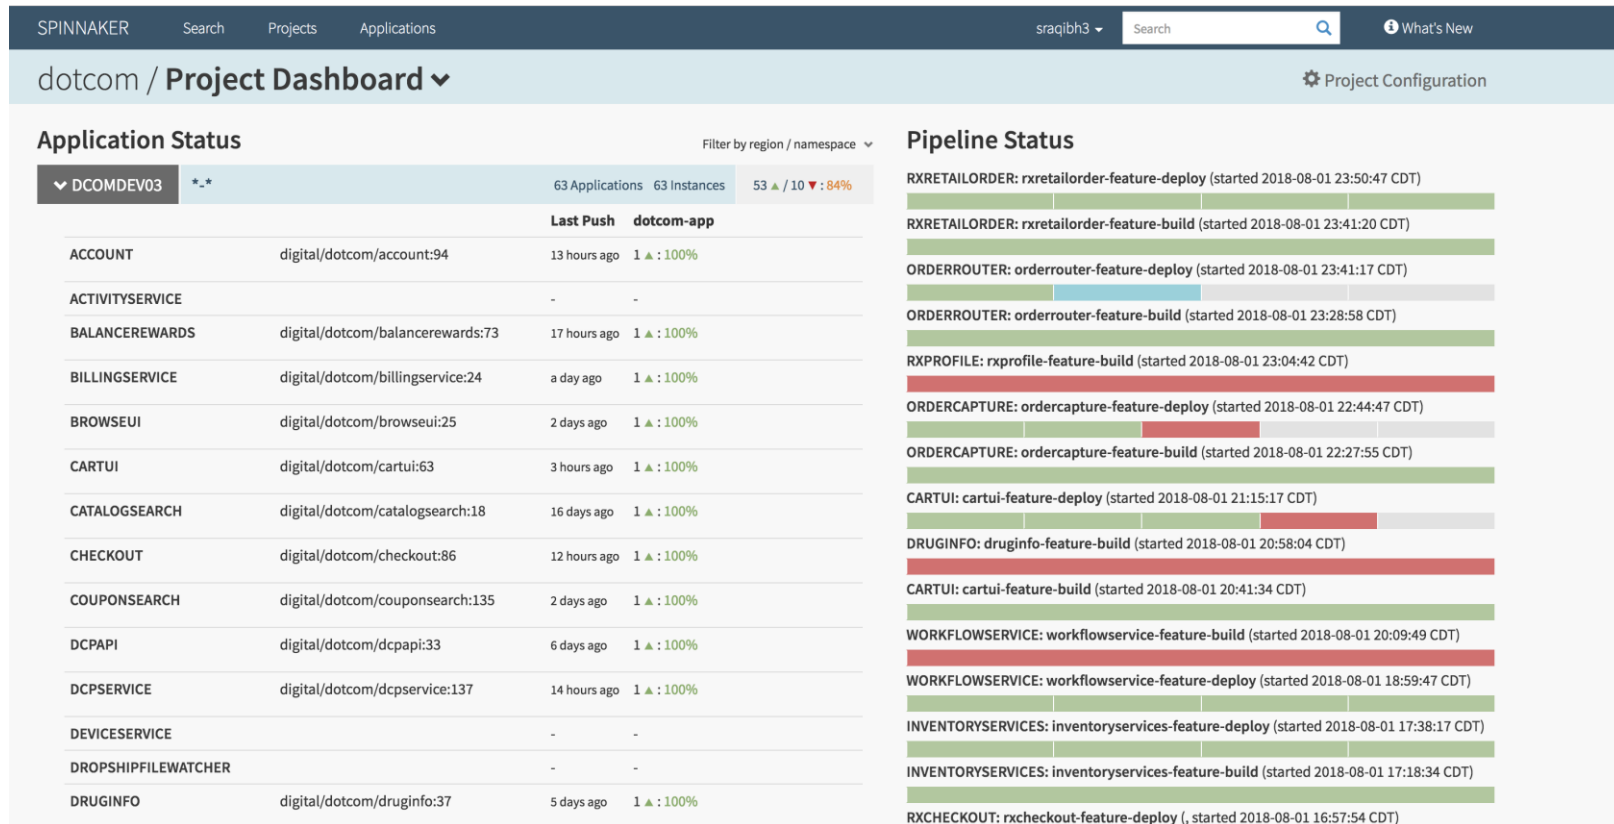 SPINNAKER Search Projects Applications sraqibh3 Search What's New
dotcom / Project Dashboard Project Configuration
Application Status Filter by region / namespace
DCOMDEV03 *-* 63 Applications 63 Instances 53 ▲ / 10 ▼ : 84%
Last Push dotcom-app
ACCOUNT digital/dotcom/account:94 13 hours ago 1 ▲ : 100%
ACTIVITYSERVICE - -
BALANCEREWARDS digital/dotcom/balancerewards:73 17 hours ago 1 ▲ : 100%
BILLINGSERVICE digital/dotcom/billingservice:24 a day ago 1 ▲ : 100%
BROWSEUI digital/dotcom/browseui:25 2 days ago 1 ▲ : 100%
CARTUI digital/dotcom/cartui:63 3 hours ago 1 ▲ : 100%
CATALOGSEARCH digital/dotcom/catalogsearch:18 16 days ago 1 ▲ : 100%
CHECKOUT digital/dotcom/checkout:86 12 hours ago 1 ▲ : 100%
COUPONSEARCH digital/dotcom/couponsearch:135 2 days ago 1 ▲ : 100%
DCPAPI digital/dotcom/dcpapi:33 6 days ago 1 ▲ : 100%
DCPSERVICE digital/dotcom/dcpservice:137 14 hours ago 1 ▲ : 100%
DEVICESERVICE - -
DROPSHIPFILEWATCHER - -
DRUGINFO digital/dotcom/druginfo:37 5 days ago 1 ▲ : 100%
Pipeline Status
RXRETAILORDER: rxretailorder-feature-deploy (started 2018-08-01 23:50:47 CDT)
RXRETAILORDER: rxretailorder-feature-build (started 2018-08-01 23:41:20 CDT)
ORDERROUTER: orderrouter-feature-deploy (started 2018-08-01 23:41:17 CDT)
ORDERROUTER: orderrouter-feature-build (started 2018-08-01 23:28:58 CDT)
RXPROFILE: rxprofile-feature-build (started 2018-08-01 23:04:42 CDT)
ORDERCAPTURE: ordercapture-feature-deploy (started 2018-08-01 22:44:47 CDT)
ORDERCAPTURE: ordercapture-feature-build (started 2018-08-01 22:27:55 CDT)
CARTUI: cartui-feature-deploy (started 2018-08-01 21:15:17 CDT)
DRUGINFO: druginfo-feature-build (started 2018-08-01 20:58:04 CDT)
CARTUI: cartui-feature-build (started 2018-08-01 20:41:34 CDT)
WORKFLOWSERVICE: workflowservice-feature-build (started 2018-08-01 20:09:49 CDT)
WORKFLOWSERVICE: workflowservice-feature-deploy (started 2018-08-01 18:59:47 CDT)
INVENTORYSERVICES: inventoryservices-feature-deploy (started 2018-08-01 17:38:17 CDT)
INVENTORYSERVICES: inventoryservices-feature-build (started 2018-08-01 17:18:34 CDT)
RXCHECKOUT: rxcheckout-feature-deploy (, started 2018-08-01 16:57:54 CDT)